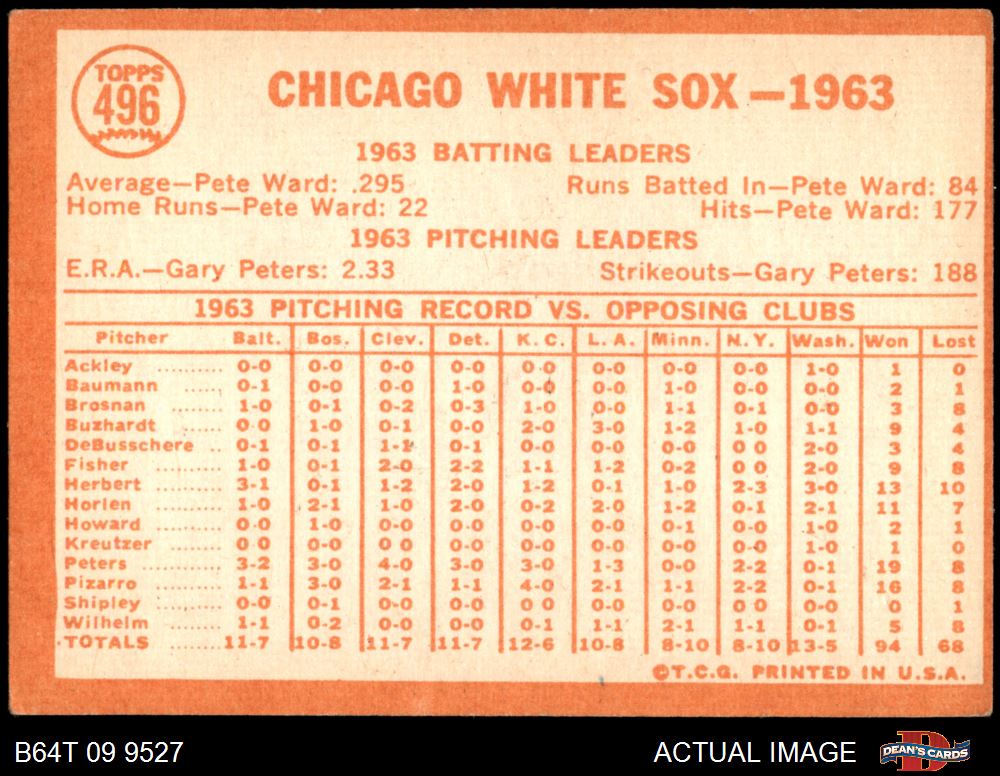 TOPPS
496
CHICAGO WHITE SOX—1963
1963 BATTING LEADERS
Average—Pete Ward: .295 Runs Batted In—Pete Ward: 84
Home Runs—Pete Ward: 22 Hits—Pete Ward: 177
1963 PITCHING LEADERS
E.R.A.—Gary Peters: 2.33 Strikeouts—Gary Peters: 188
1963 PITCHING RECORD VS. OPPOSING CLUBS
Pitcher Balt. Bos. Clev. Det. K. C. L. A. Minn. N. Y. Wash. Won Lost
Ackley .......... 0-0 0-0 0-0 0-0 0-0 0-0 0-0 0-0 1-0 1 0
Baumann ....... 0-1 0-0 0-0 1-0 0-0 0-0 1-0 0-0 0-0 2 1
Brosnan ........ 1-0 0-1 0-2 0-3 1-0 0-0 1-1 0-1 0-0 3 8
Buzhardt ....... 0-0 1-0 0-1 0-0 2-0 3-0 1-2 1-0 1-1 9 4
DeBusschere .. 0-1 0-1 1-1 0-1 0-0 0-0 0-0 0-0 2-0 3 4
Fisher .......... 1-0 0-1 2-0 2-2 1-1 1-2 0-2 0-0 2-0 9 8
Herbert ......... 3-1 0-1 1-2 2-0 1-2 0-1 1-0 2-3 3-0 13 10
Horlen .......... 1-0 2-1 1-0 2-0 0-2 2-0 1-2 0-1 2-1 11 7
Howard ......... 0-0 1-0 0-0 0-0 0-0 0-0 0-1 0-0 1-0 2 1
Kreutzer ........ 0-0 0-0 0-0 0-0 0-0 0-0 0-0 0-0 1-0 1 0
Peters .......... 3-2 3-0 4-0 3-0 3-0 1-3 0-0 2-2 0-1 19 8
Pizarro .......... 1-1 3-0 2-1 1-1 4-0 2-1 1-1 2-2 0-1 16 8
Shipley ......... 0-0 0-1 0-0 0-0 0-0 0-0 0-0 0-0 0-0 0 1
Wilhelm ........ 1-1 0-2 0-0 0-0 0-1 1-1 2-1 1-1 0-1 5 8
TOTALS ........ 11-7 10-8 11-7 11-7 12-6 10-8 8-10 8-10 13-5 94 68
©T.C.G. PRINTED IN U.S.A.
B64T 09 9527 ACTUAL IMAGE DEAN'S CARDS